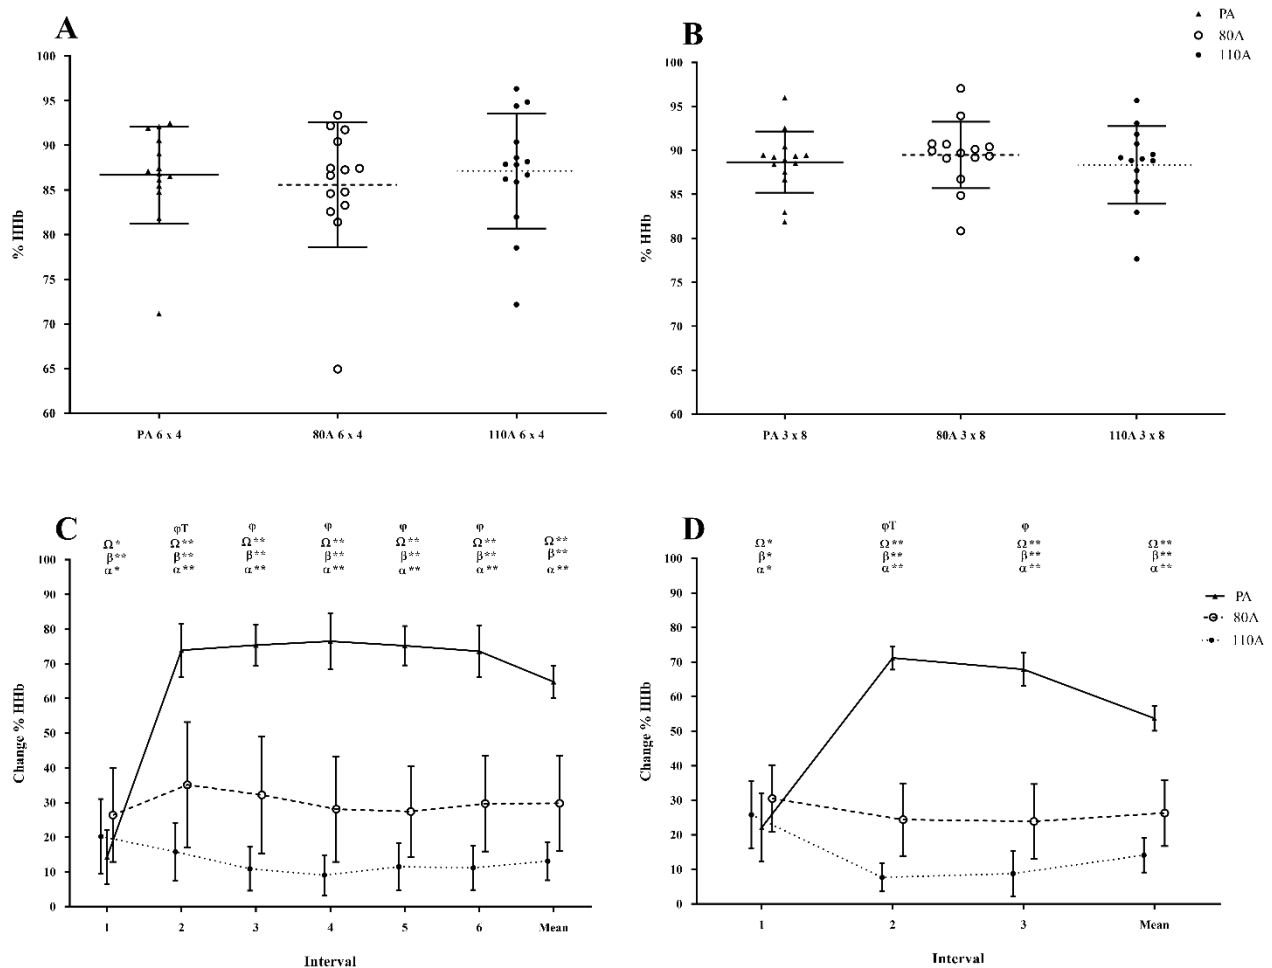 A
B
PA
80A
110A
100
95
90
85
80
75
70
65
60
% HHb
PA 6 x 4
80A 6 x 4
110A 6 x 4
100
95
90
85
80
75
70
65
60
% HHb
PA 3 x 8
80A 3 x 8
110A 3 x 8
C
φT φ φ φ φ
Ω* Ω** Ω** Ω** Ω** Ω** Ω**
β** β** β** β** β** β** β**
α* α** α** α** α** α** α**
100
90
80
70
60
50
40
30
20
10
0
Change % HHb
1 2 3 4 5 6 Mean
Interval
D
φT φ
Ω* Ω** Ω** Ω**
β* β** β** β**
α* α** α** α**
100
90
80
70
60
50
40
30
20
10
0
Change % HHb
1 2 3 Mean
Interval
PA
80A
110A